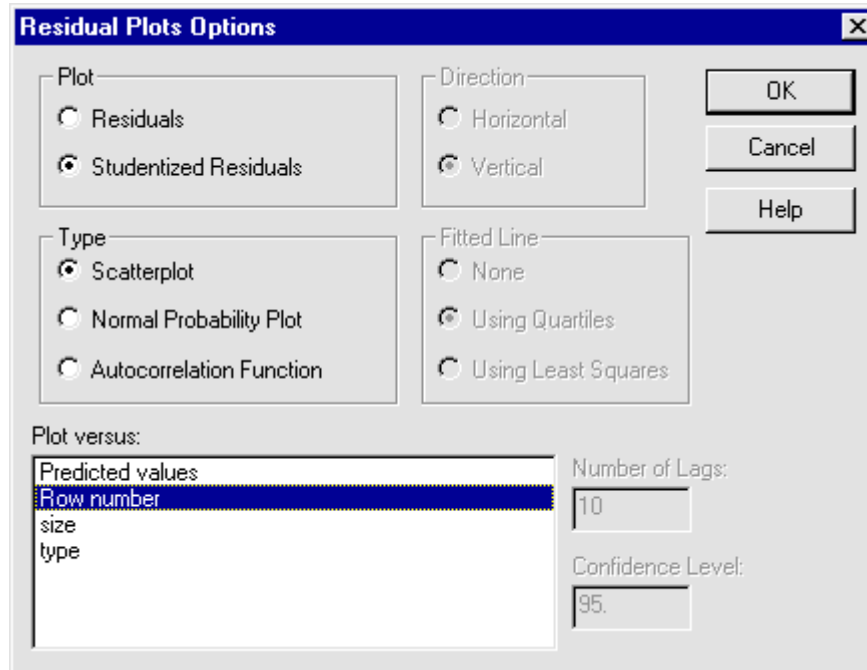 Residual Plots Options
Plot
Residuals
Studentized Residuals
Direction
Horizontal
Vertical
OK
Cancel
Help
Type
Scatterplot
Normal Probability Plot
Autocorrelation Function
Fitted Line
None
Using Quartiles
Using Least Squares
Plot versus:
Predicted values
Row number
size
type
Number of Lags:
10
Confidence Level:
95.